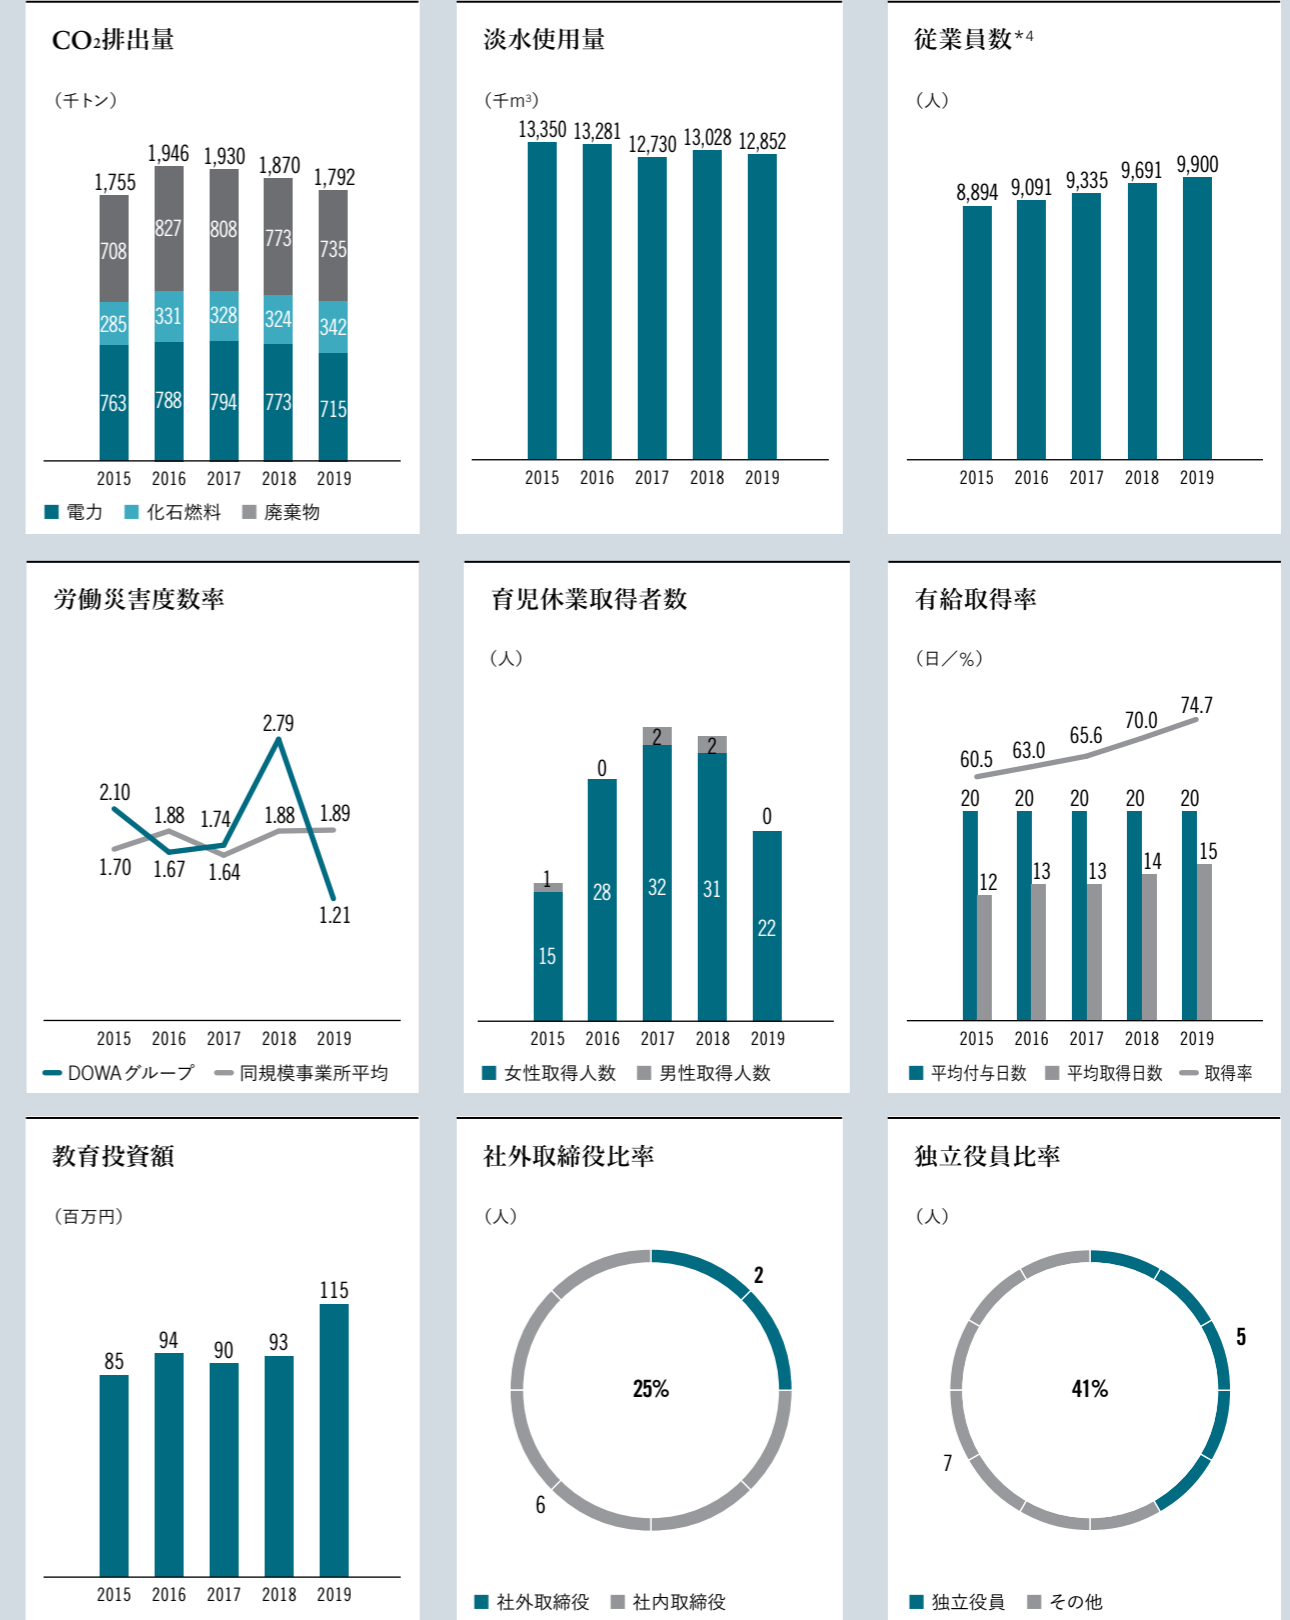 CO₂排出量
（千トン）
1,755 1,946 1,930 1,870 1,792
708 827 808 773 735
285 331 328 324 342
763 788 794 773 715
2015 2016 2017 2018 2019
電力 化石燃料 廃棄物
淡水使用量
（千m³）
13,350 13,281 12,730 13,028 12,852
2015 2016 2017 2018 2019
従業員数*4
（人）
8,894 9,091 9,335 9,691 9,900
2015 2016 2017 2018 2019
労働災害度数率
2.79
2.10 1.88 1.74 1.88 1.89
1.70 1.67 1.64
1.21
2015 2016 2017 2018 2019
DOWAグループ 同規模事業所平均
育児休業取得者数
（人）
1 0 2 2 0
15 28 32 31 22
2015 2016 2017 2018 2019
女性取得人数 男性取得人数
有給取得率
（日／%）
60.5 63.0 65.6 70.0 74.7
20 20 20 20 20
12 13 13 14 15
2015 2016 2017 2018 2019
平均付与日数 平均取得日数 取得率
教育投資額
（百万円）
85 94 90 93 115
2015 2016 2017 2018 2019
社外取締役比率
（人）
2
25%
6
社外取締役 社内取締役
独立役員比率
（人）
5
41%
7
独立役員 その他